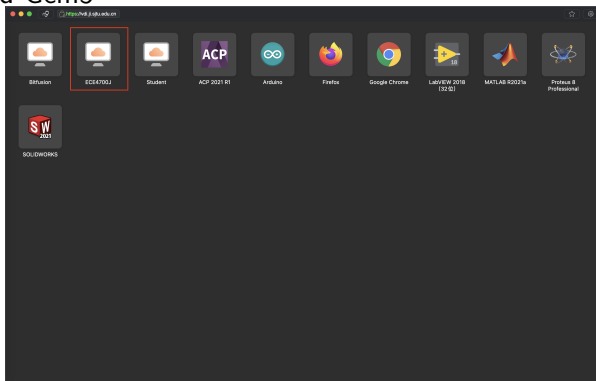 https://vdi.ji.sjtu.edu.cn
ACP
18
Bitfusion
ECE4700J
Student
ACP 2021 R1
Arduino
Firefox
Google Chrome
LabVIEW 2018
(32位)
MATLAB R2021a
Proteus 8
Professional
SW
2021
SOLIDWORKS